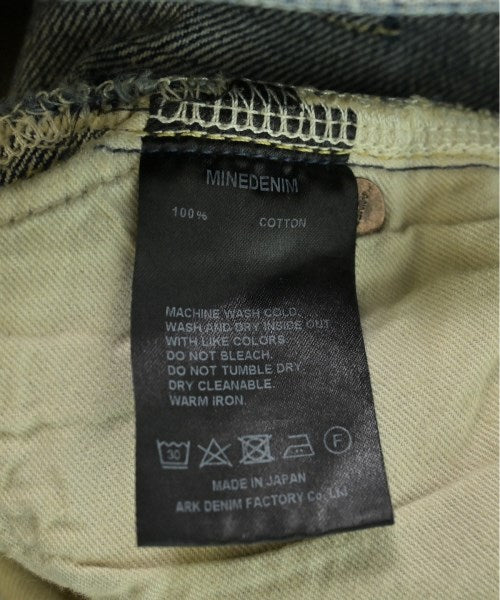 MINEDENIM
100% COTTON
MACHINE WASH COLD.
WASH AND DRY INSIDE OUT
WITH LIKE COLORS.
DO NOT BLEACH.
DO NOT TUMBLE DRY.
DRY CLEANABLE.
WARM IRON.
30 F
MADE IN JAPAN
ARK DENIM FACTORY Co., Ltd